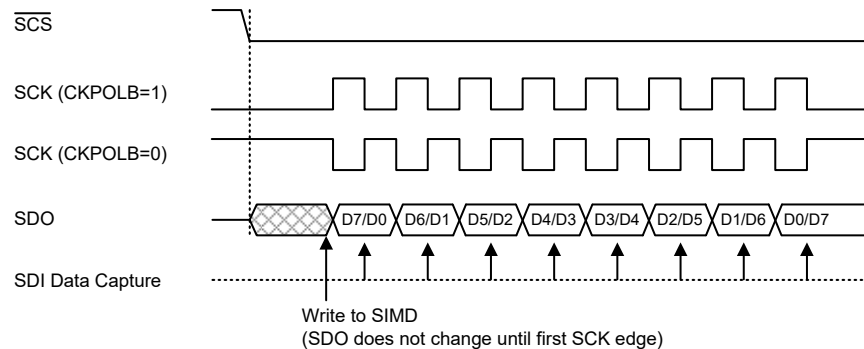 SCS
SCK (CKPOLB=1)
SCK (CKPOLB=0)
SDO D7/D0 D6/D1 D5/D2 D4/D3 D3/D4 D2/D5 D1/D6 D0/D7
SDI Data Capture
Write to SIMD
(SDO does not change until first SCK edge)